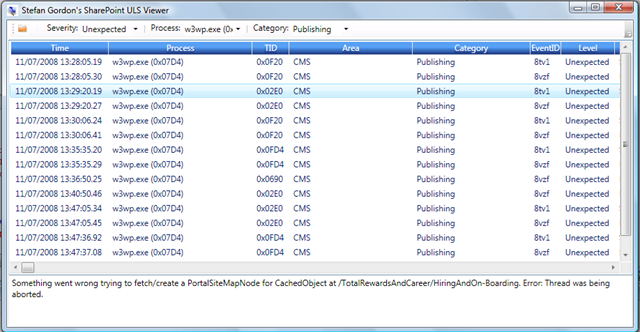 Stefan Gordon's SharePoint ULS Viewer
Severity: Unexpected Process: w3wp.exe (0x Category: Publishing
Time Process TID Area Category EventID Level
11/07/2008 13:28:05.19 w3wp.exe (0x07D4) 0x0F20 CMS Publishing 8tv1 Unexpected
11/07/2008 13:28:05.30 w3wp.exe (0x07D4) 0x0F20 CMS Publishing 8vzf Unexpected
11/07/2008 13:29:20.19 w3wp.exe (0x07D4) 0x02E0 CMS Publishing 8tv1 Unexpected
11/07/2008 13:29:20.27 w3wp.exe (0x07D4) 0x02E0 CMS Publishing 8vzf Unexpected
11/07/2008 13:30:06.24 w3wp.exe (0x07D4) 0x0F20 CMS Publishing 8tv1 Unexpected
11/07/2008 13:30:06.41 w3wp.exe (0x07D4) 0x0F20 CMS Publishing 8vzf Unexpected
11/07/2008 13:35:35.20 w3wp.exe (0x07D4) 0x0FD4 CMS Publishing 8tv1 Unexpected
11/07/2008 13:35:35.29 w3wp.exe (0x07D4) 0x0FD4 CMS Publishing 8vzf Unexpected
11/07/2008 13:36:50.25 w3wp.exe (0x07D4) 0x0690 CMS Publishing 8vzf Unexpected
11/07/2008 13:40:50.46 w3wp.exe (0x07D4) 0x02E0 CMS Publishing 8vzf Unexpected
11/07/2008 13:47:05.34 w3wp.exe (0x07D4) 0x02E0 CMS Publishing 8tv1 Unexpected
11/07/2008 13:47:05.45 w3wp.exe (0x07D4) 0x02E0 CMS Publishing 8vzf Unexpected
11/07/2008 13:47:36.92 w3wp.exe (0x07D4) 0x0FD4 CMS Publishing 8tv1 Unexpected
11/07/2008 13:47:37.08 w3wp.exe (0x07D4) 0x0FD4 CMS Publishing 8vzf Unexpected
Something went wrong trying to fetch/create a PortalSiteMapNode for CachedObject at /TotalRewardsAndCareer/HiringAndOn-Boarding. Error: Thread was being
aborted.